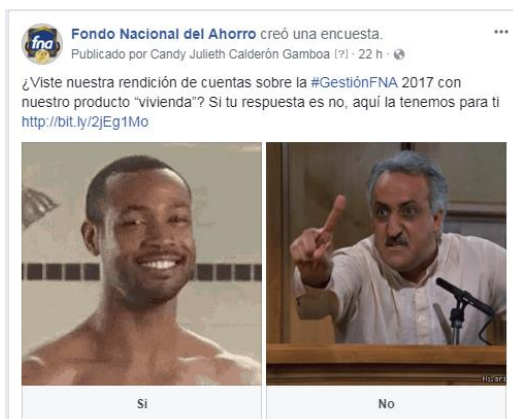 fna
Fondo Nacional del Ahorro creó una encuesta.
Publicado por Candy Julieth Calderón Gamboa [?] · 22 h ·
¿Viste nuestra rendición de cuentas sobre la #GestiónFNA 2017 con
nuestro producto “vivienda”? Si tu respuesta es no, aquí la tenemos para ti
http://bit.ly/2jEg1Mo
Si
No